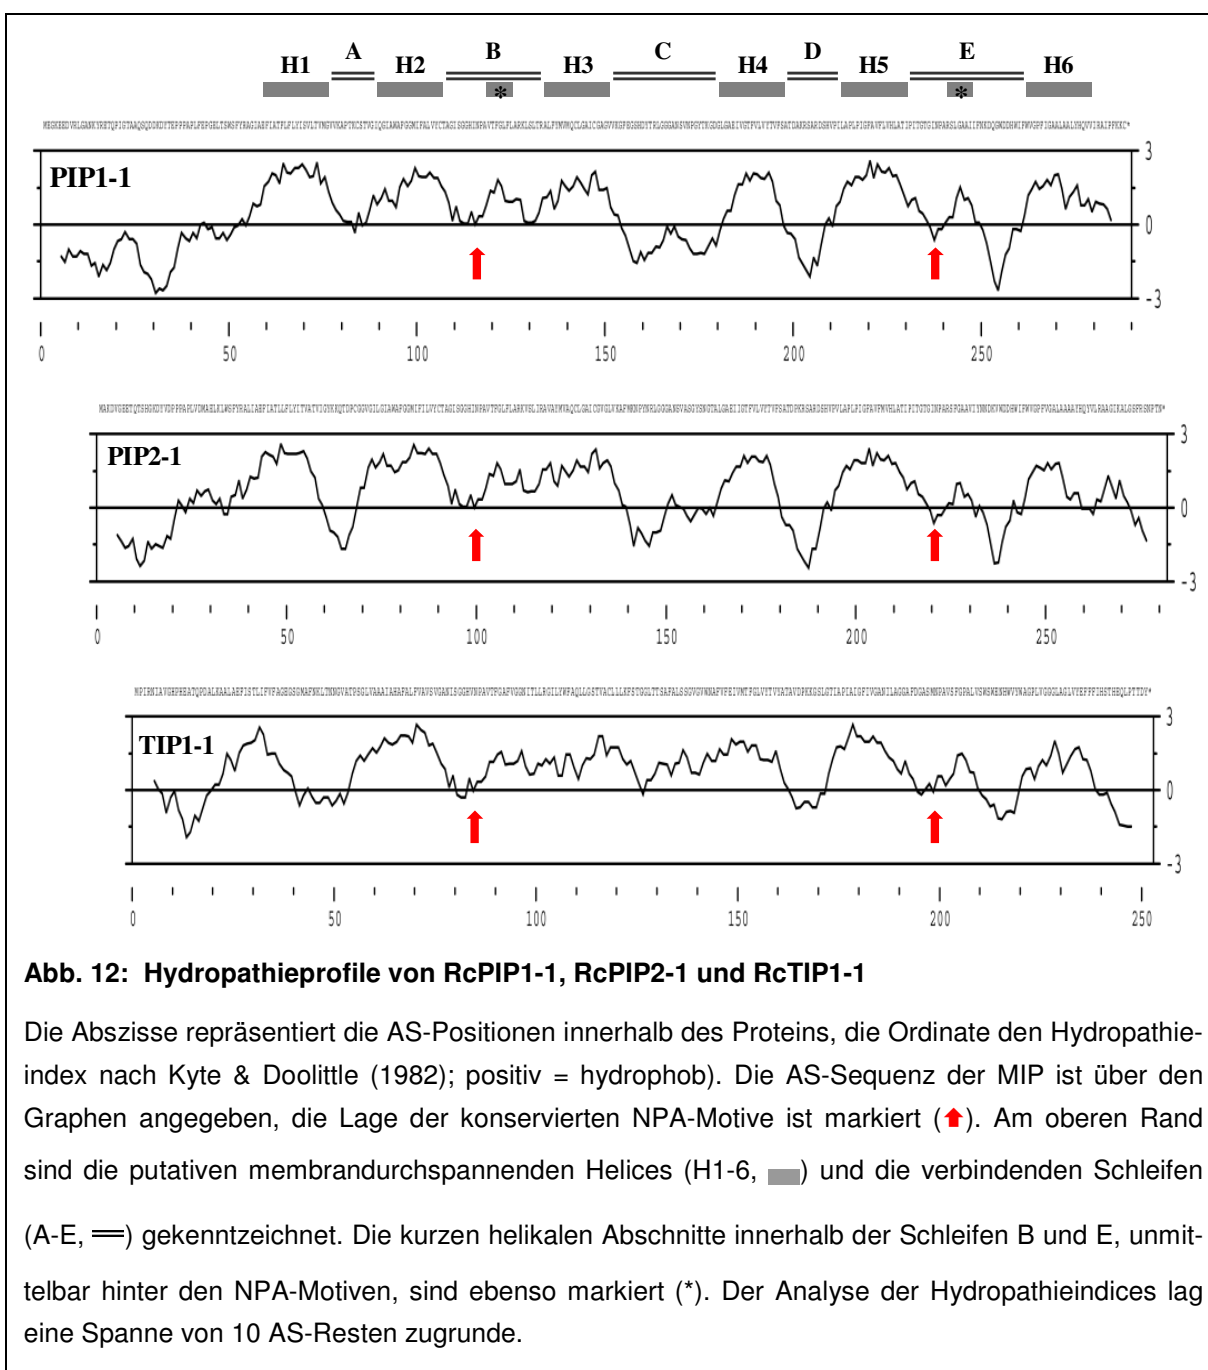 A B C D E
H1 H2 H3 H4 H5 H6
* *
PIP1-1
3
0
-3
0 50 100 150 200 250
PIP2-1
3
0
-3
0 50 100 150 200 250
TIP1-1
3
0
-3
0 50 100 150 200 250
Abb. 12: Hydropathieprofile von RcPIP1-1, RcPIP2-1 und RcTIP1-1
Die Abszisse repräsentiert die AS-Positionen innerhalb des Proteins, die Ordinate den Hydropathie-
index nach Kyte & Doolittle (1982); positiv = hydrophob). Die AS-Sequenz der MIP ist über den
Graphen angegeben, die Lage der konservierten NPA-Motive ist markiert (⬆). Am oberen Rand
sind die putativen membrandurchspannenden Helices (H1-6, ) und die verbindenden Schleifen
(A-E, ) gekenntzeichnet. Die kurzen helikalen Abschnitte innerhalb der Schleifen B und E, unmit-
telbar hinter den NPA-Motiven, sind ebenso markiert (*). Der Analyse der Hydropathieindices lag
eine Spanne von 10 AS-Resten zugrunde.